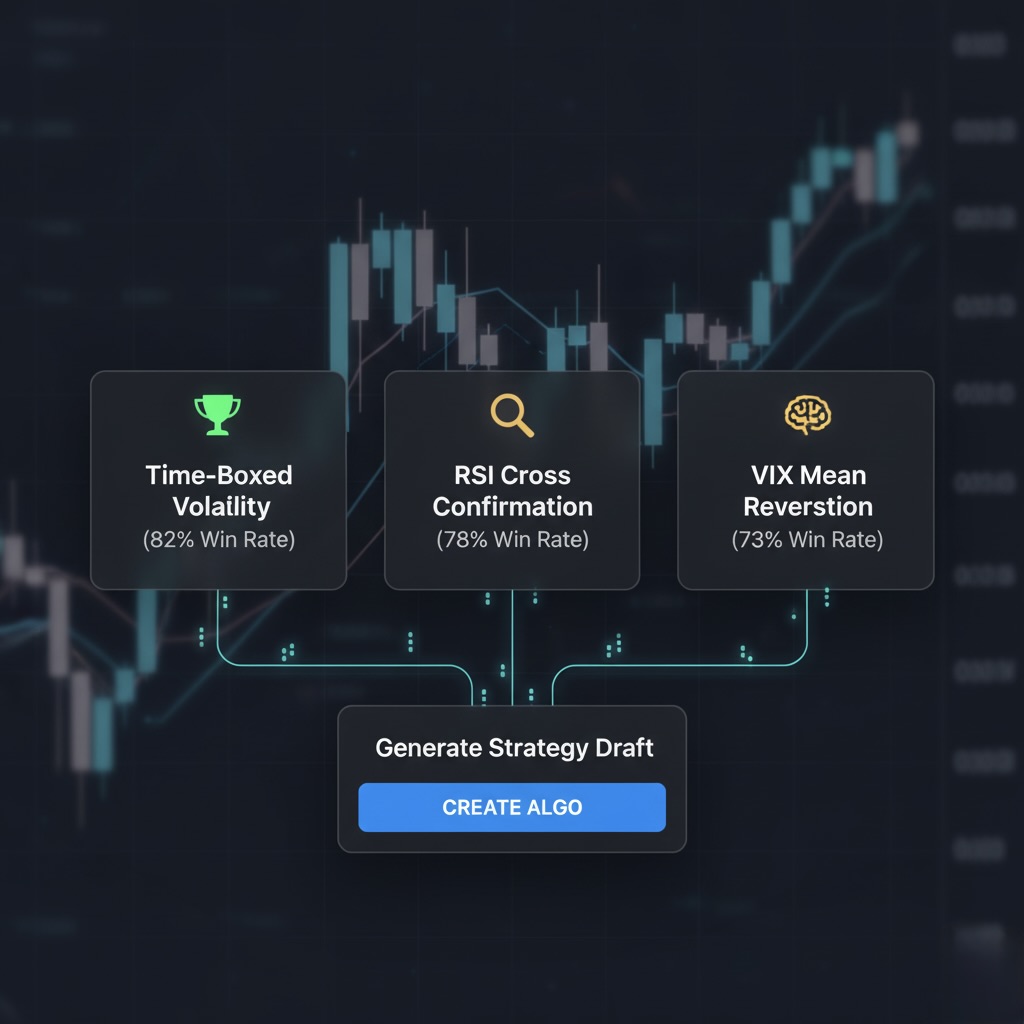 Time-Boxed
Volaility
(82% Win Rate)
RSI Cross
Confirmation
(78% Win Rate)
VIX Mean
Reverstion
(73% Win Rate)
Generate Strategy Draft
CREATE ALGO